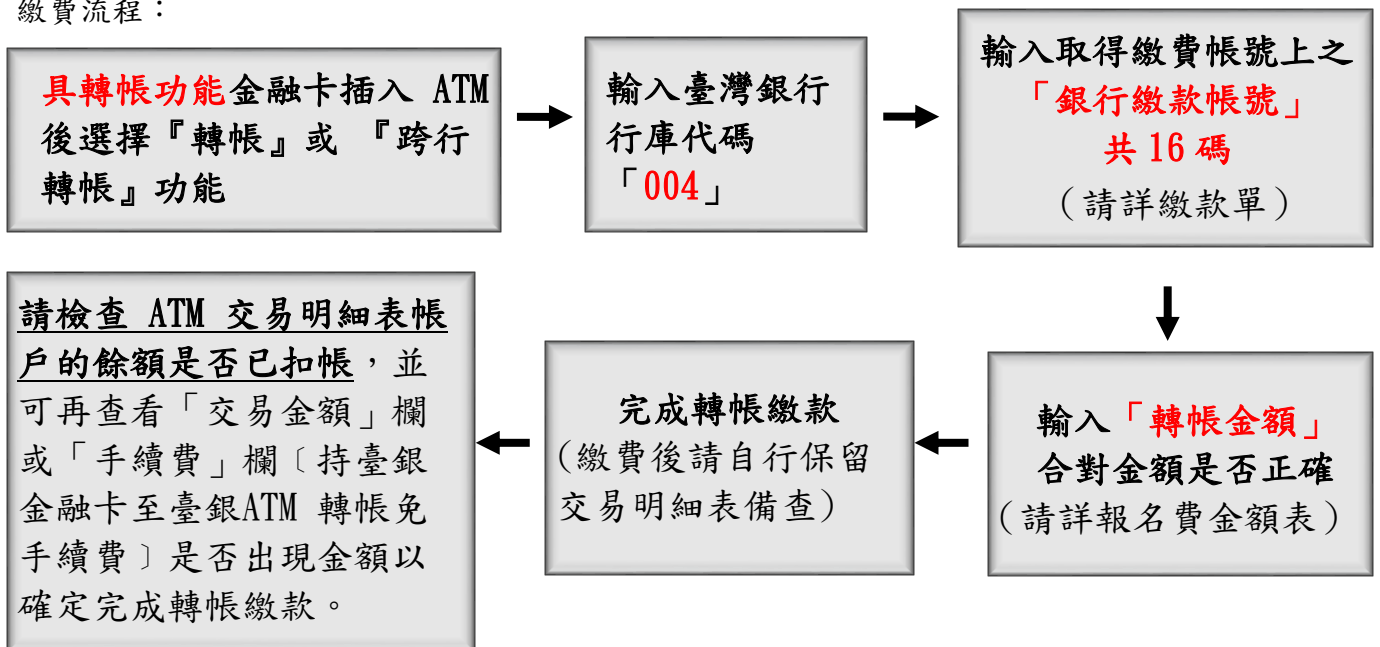 繳費流程：
具轉帳功能金融卡插入 ATM
後選擇『轉帳』或 『跨行
轉帳』功能
輸入臺灣銀行
行庫代碼
「004」
輸入取得繳費帳號上之
「銀行繳款帳號」
共 16 碼
（請詳繳款單）
輸入「轉帳金額」
合對金額是否正確
（請詳報名費金額表）
完成轉帳繳款
(繳費後請自行保留
交易明細表備查)
請檢查 ATM 交易明細表帳
戶的餘額是否已扣帳，並
可再查看「交易金額」欄
或「手續費」欄〔持臺銀
金融卡至臺銀ATM 轉帳免
手續費〕是否出現金額以
確定完成轉帳繳款。